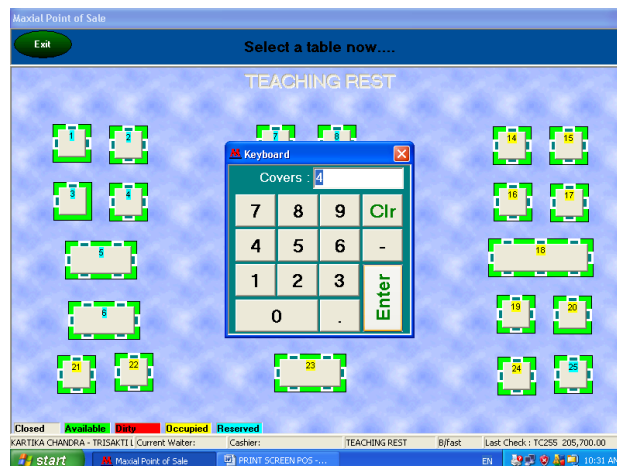 Maxial Point of Sale
Exit
Select a table now....
TEACHING REST
1 2 7 8 14 15
Keyboard
Covers : 4
3 4 16 17
7 8 9 Clr
4 5 6 -
5 18
1 2 3 Enter
0 .
6 19 20
21 22 23 24 25
Closed Available Dirty Occupied Reserved
KARTIKA CHANDRA - TRISAKTI L Current Waiter: Cashier: TEACHING REST B/fast Last Check : TC255 205,700.00
start Maxial Point of Sale PRINT SCREEN POS -... EN 10:31 AM